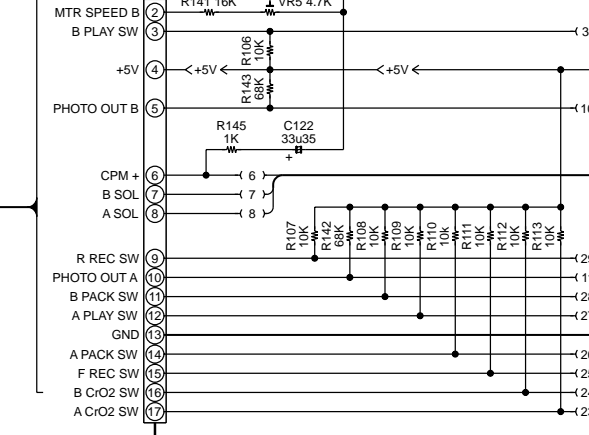 R141 16K
VR5 4.7K
MTR SPEED B 2
B PLAY SW 3
R106
10K
+5V 4 +5V +5V
R143
68K
PHOTO OUT B 5
R145
1K
C122
33u35
+
CPM + 6 6
B SOL 7 7
A SOL 8 8
R107
10K
R142
68K
R108
10K
R109
10K
R110
10k
R111
10K
R112
10K
R113
10K
R REC SW 9
PHOTO OUT A 10
B PACK SW 11
A PLAY SW 12
GND 13
A PACK SW 14
F REC SW 15
B CrO2 SW 16
A CrO2 SW 17